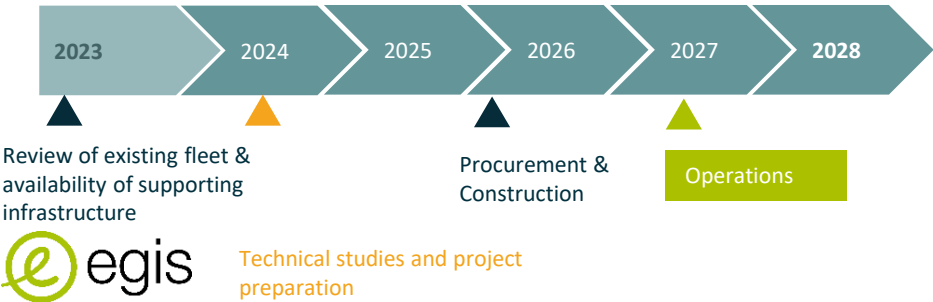 2023
2024
2025
2026
2027
2028
Review of existing fleet &
availability of supporting
infrastructure
Procurement &
Construction
Operations
egis
Technical studies and project
preparation